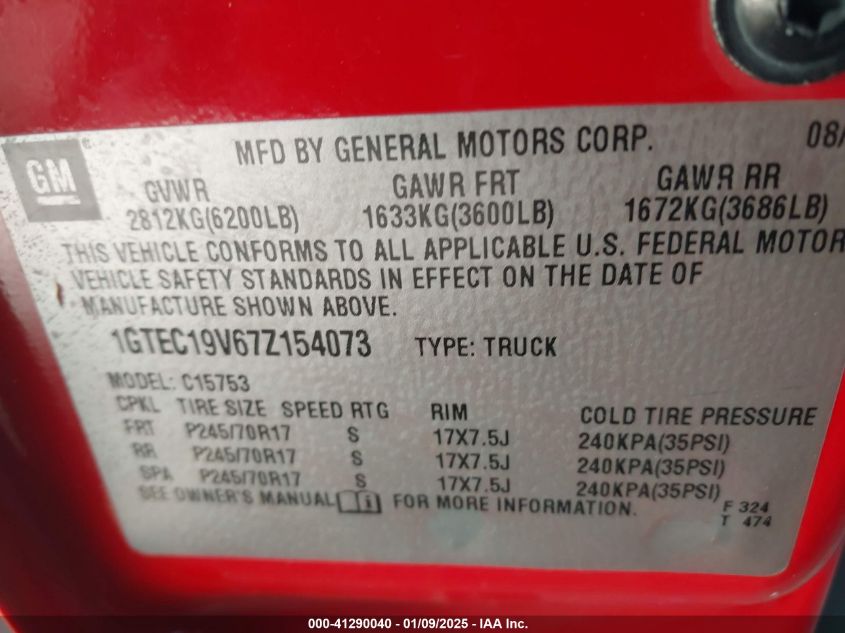 MFD BY GENERAL MOTORS CORP. 08/
GM
GVWR GAWR FRT GAWR RR
2812KG(6200LB) 1633KG(3600LB) 1672KG(3686LB)
THIS VEHICLE CONFORMS TO ALL APPLICABLE U.S. FEDERAL MOTOR
VEHICLE SAFETY STANDARDS IN EFFECT ON THE DATE OF
MANUFACTURE SHOWN ABOVE.
1GTEC19V67Z154073 TYPE: TRUCK
MODEL: C15753
CPKL TIRE SIZE SPEED RTG RIM COLD TIRE PRESSURE
FRT P245/70R17 S 17X7.5J 240KPA(35PSI)
RR P245/70R17 S 17X7.5J 240KPA(35PSI)
SPA P245/70R17 S 17X7.5J 240KPA(35PSI)
SEE OWNER'S MANUAL FOR MORE INFORMATION.
F 324
T 474
000-41290040 - 01/09/2025 - IAA Inc.